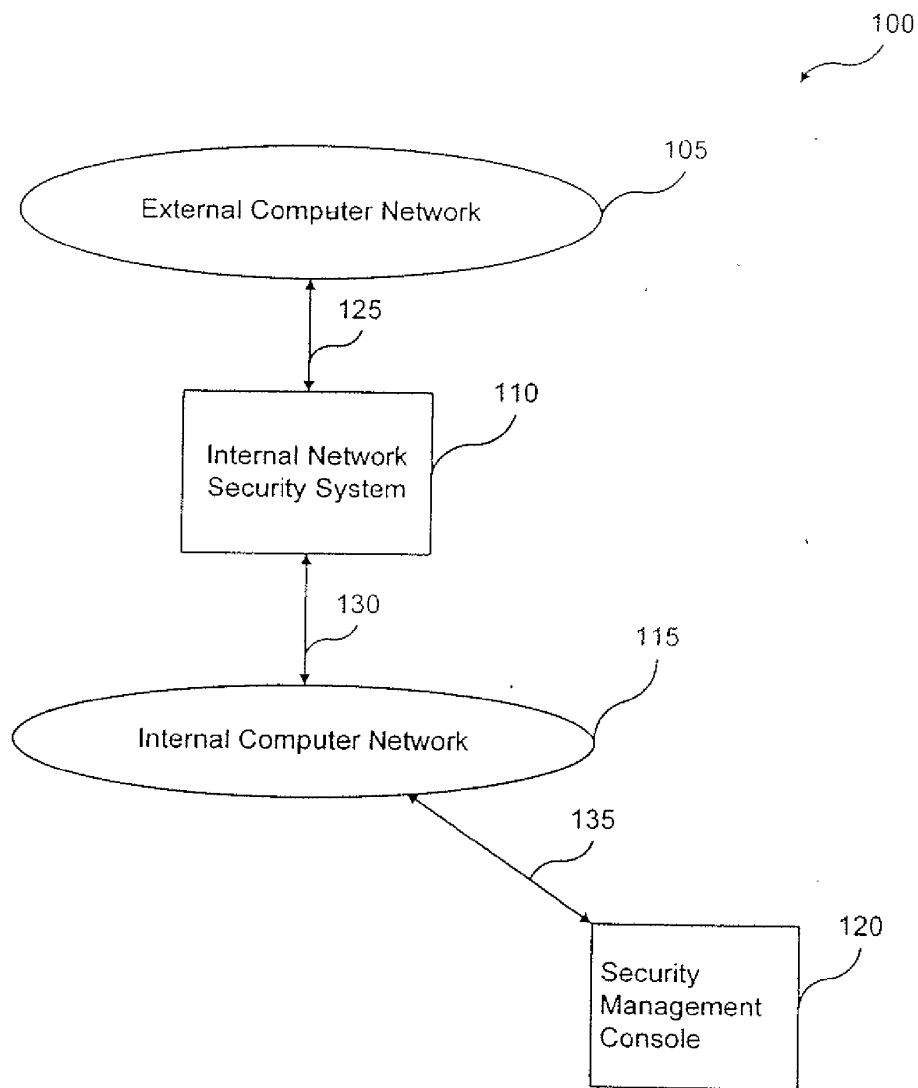 100
105
External Computer Network
125
110
Internal Network
Security System
130
115
Internal Computer Network
135
120
Security
Management
Console